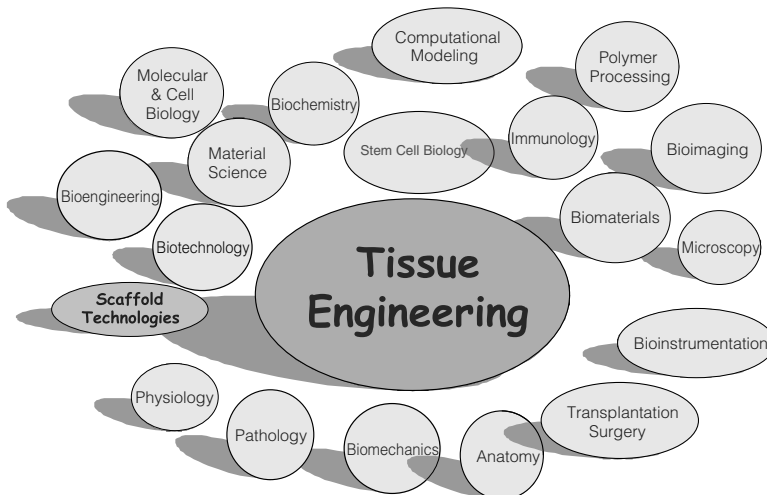 Computational
Modeling
Polymer
Processing
Molecular
& Cell
Biology
Biochemistry
Immunology
Stem Cell Biology
Bioimaging
Material
Science
Bioengineering
Biomaterials
Biotechnology
Microscopy
Tissue
Engineering
Scaffold
Technologies
Bioinstrumentation
Physiology
Transplantation
Surgery
Pathology
Biomechanics
Anatomy